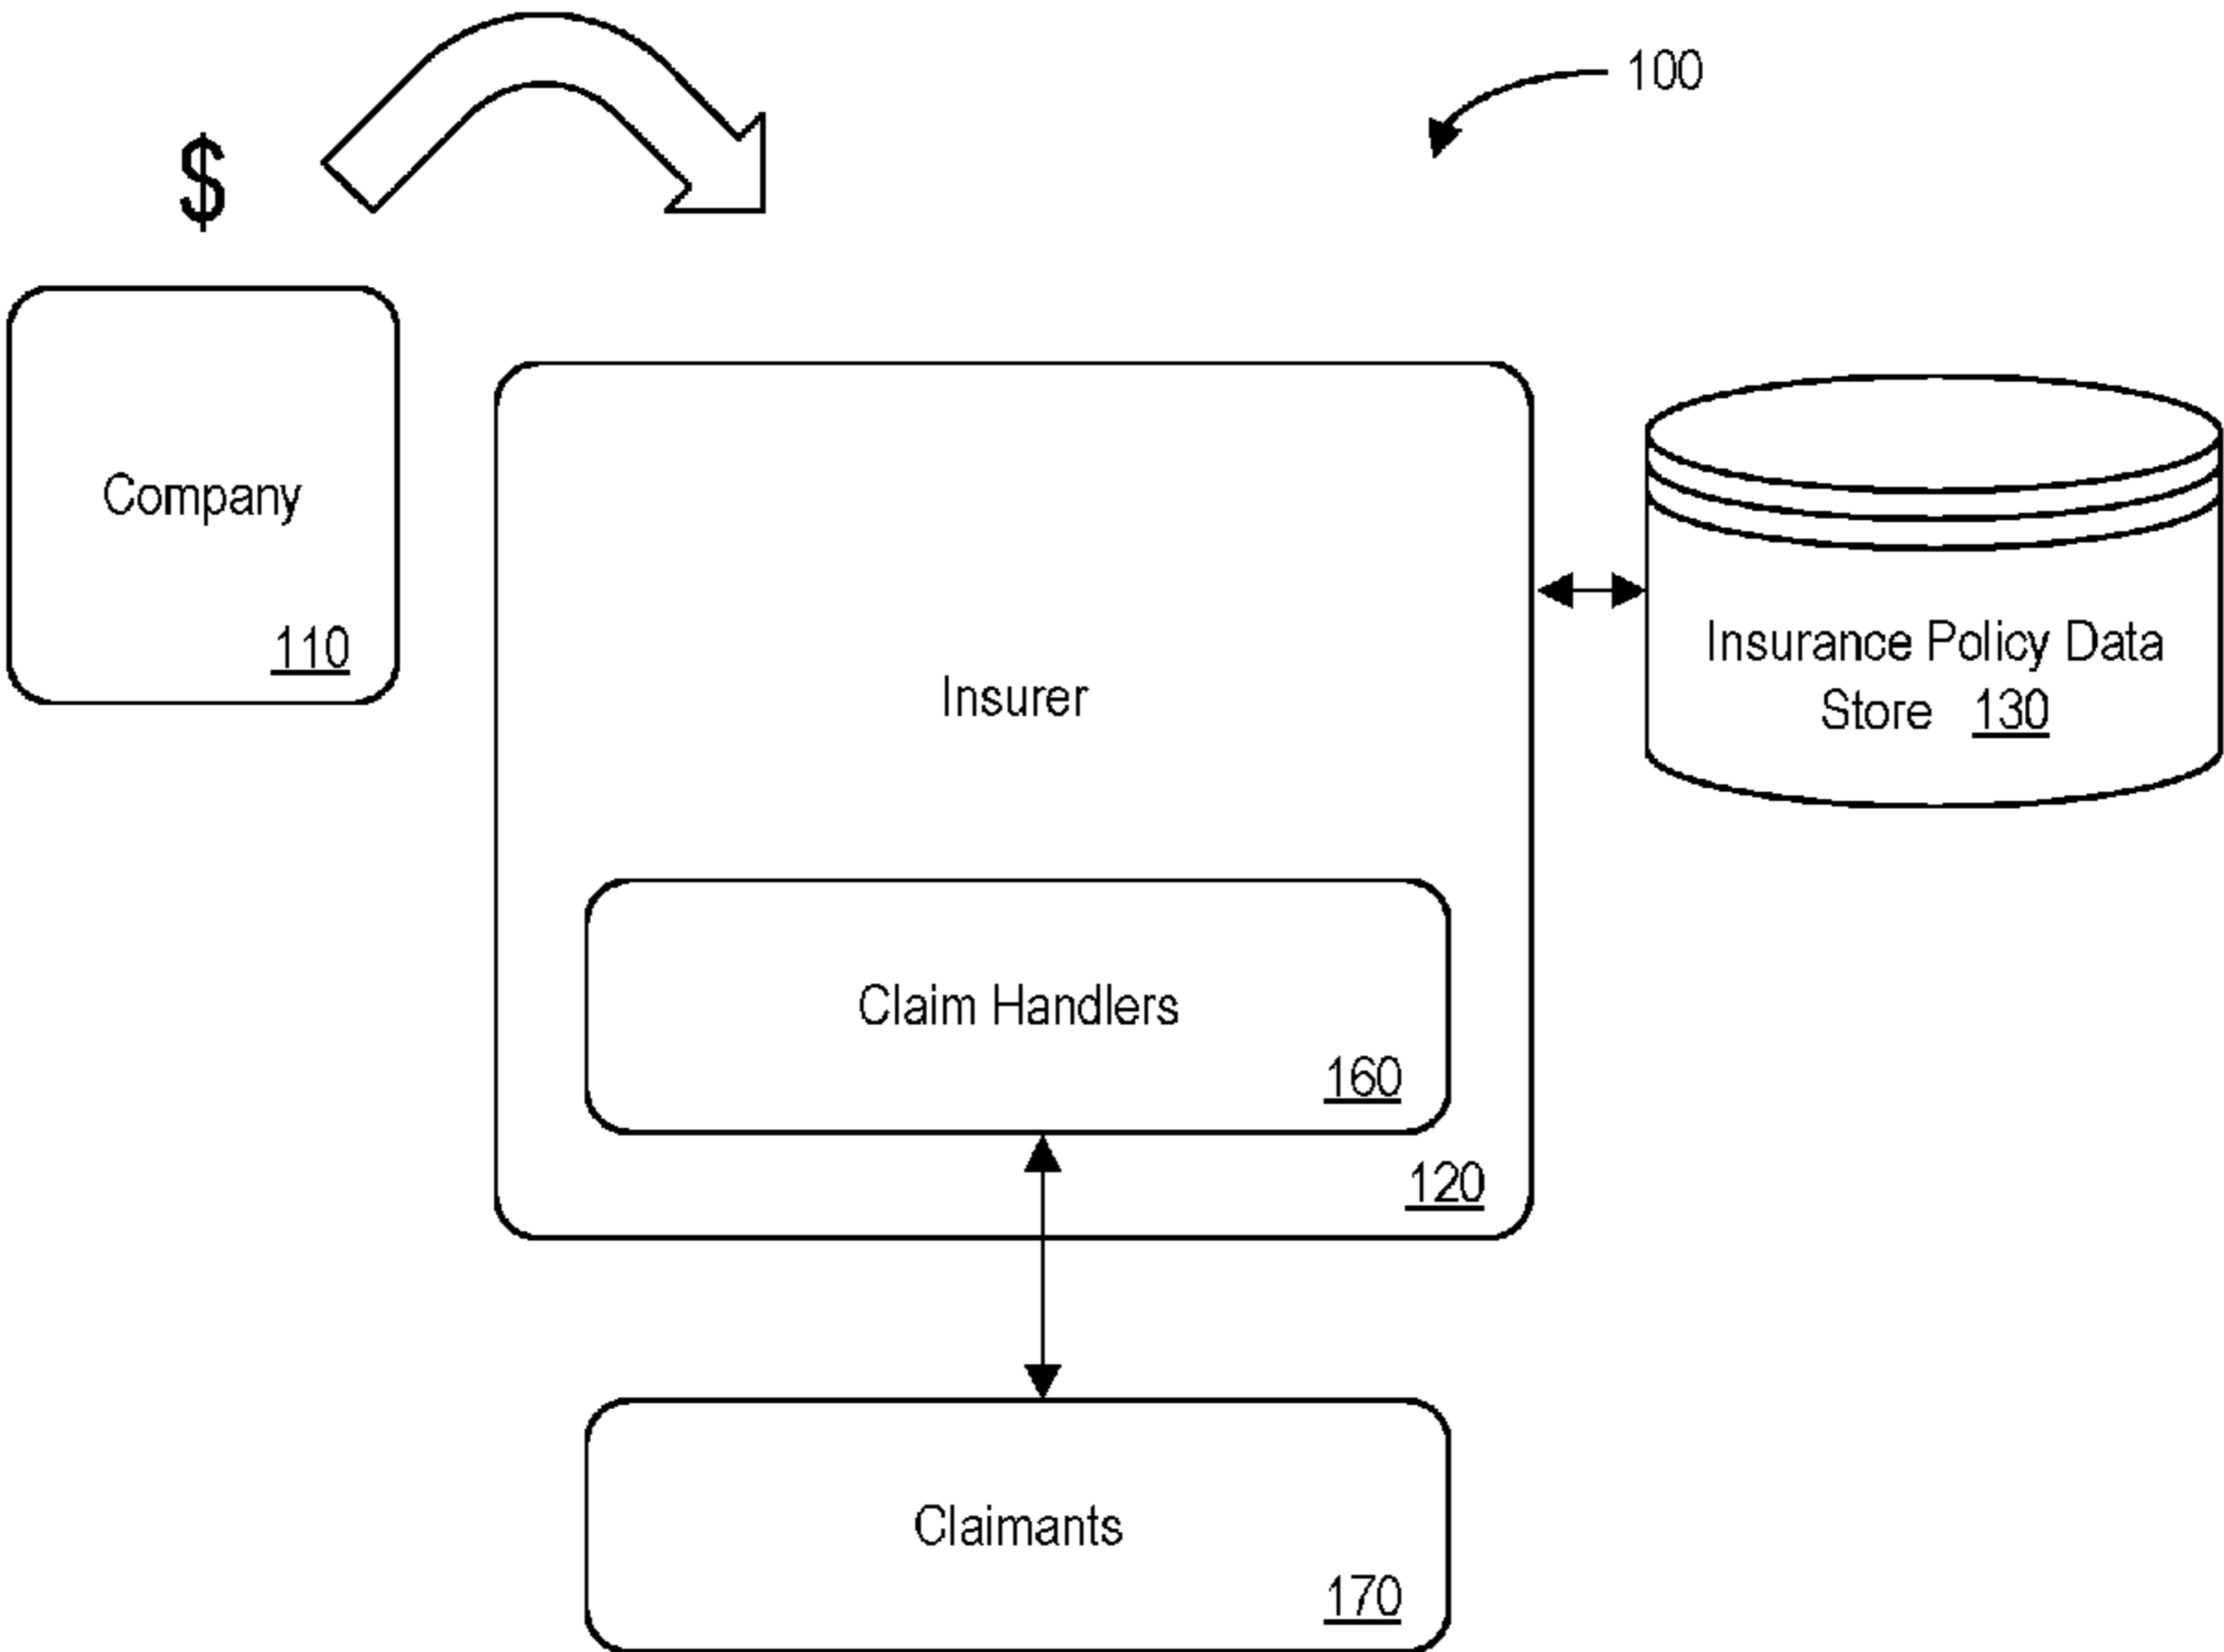 100
$
Company
110
Insurer
Insurance Policy Data
Store 130
Claim Handlers
160
120
Claimants
170